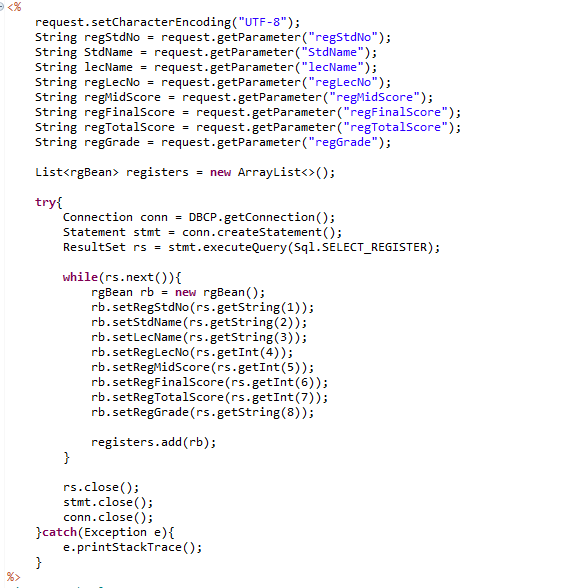 <%
request.setCharacterEncoding("UTF-8");
String regStdNo = request.getParameter("regStdNo");
String StdName = request.getParameter("StdName");
String lecName = request.getParameter("lecName");
String regLecNo = request.getParameter("regLecNo");
String regMidScore = request.getParameter("regMidScore");
String regFinalScore = request.getParameter("regFinalScore");
String regTotalScore = request.getParameter("regTotalScore");
String regGrade = request.getParameter("regGrade");
List<rgBean> registers = new ArrayList<>();
try{
Connection conn = DBCP.getConnection();
Statement stmt = conn.createStatement();
ResultSet rs = stmt.executeQuery(Sql.SELECT_REGISTER);
while(rs.next()){
rgBean rb = new rgBean();
rb.setRegStdNo(rs.getString(1));
rb.setStdName(rs.getString(2));
rb.setLecName(rs.getString(3));
rb.setRegLecNo(rs.getInt(4));
rb.setRegMidScore(rs.getInt(5));
rb.setRegFinalScore(rs.getInt(6));
rb.setRegTotalScore(rs.getInt(7));
rb.setRegGrade(rs.getString(8));
registers.add(rb);
}
rs.close();
stmt.close();
conn.close();
}catch(Exception e){
e.printStackTrace();
}
%>